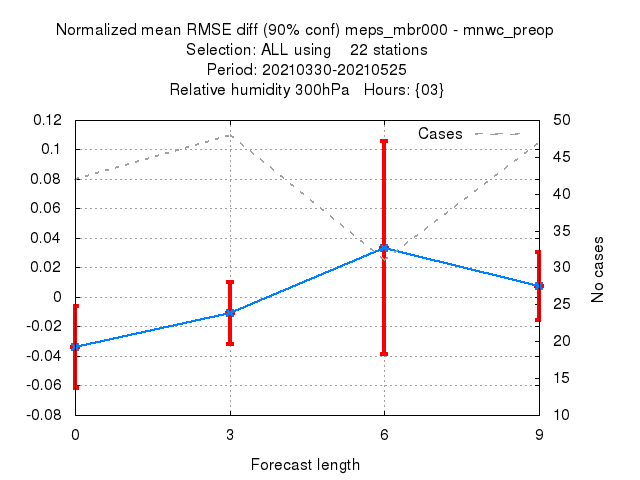 Normalized mean RMSE diff (90% conf) meps_mbr000 - mnwc_preop
Selection: ALL using    22 stations
Period: 20210330-20210525
Relative humidity 300hPa   Hours: {03}
0.12
0.1
0.08
0.06
0.04
0.02
0
-0.02
-0.04
-0.06
-0.08
Cases
50
45
40
35
30
25
20
15
10
No cases
0 3 6 9
Forecast length